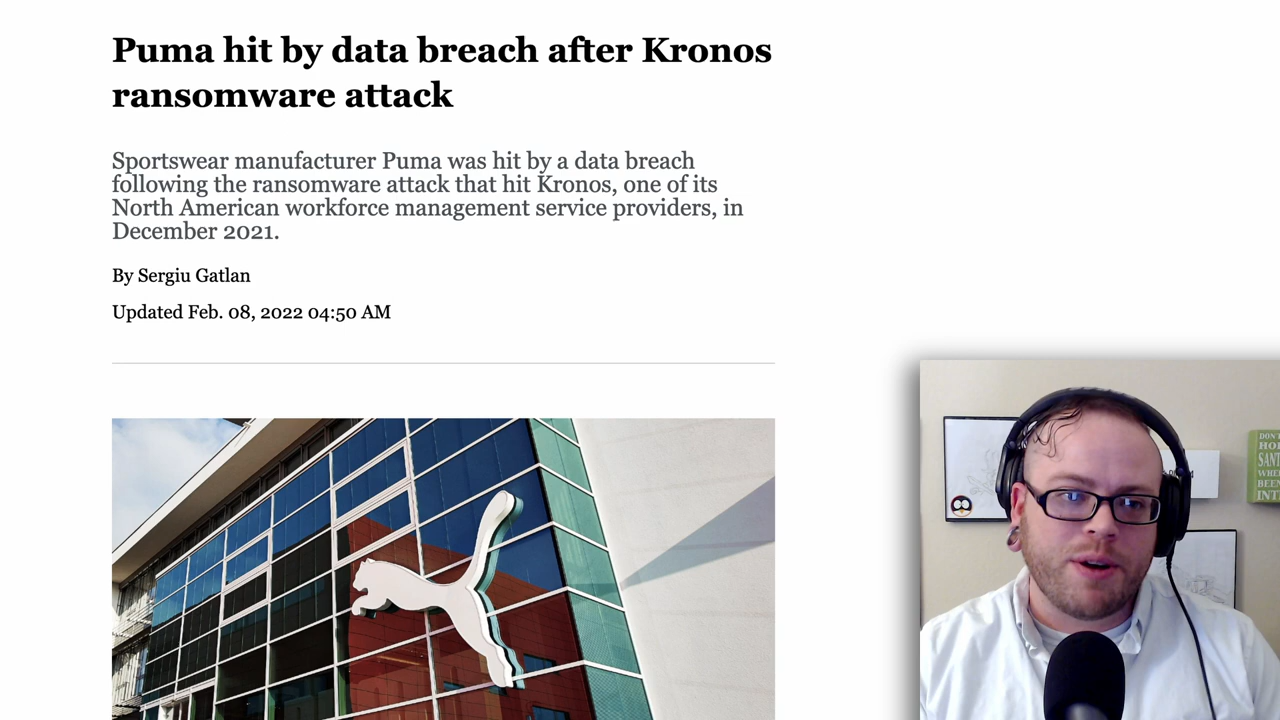 Puma hit by data breach after Kronos
ransomware attack
Sportswear manufacturer Puma was hit by a data breach
following the ransomware attack that hit Kronos, one of its
North American workforce management service providers, in
December 2021.
By Sergiu Gatlan
Updated Feb. 08, 2022 04:50 AM